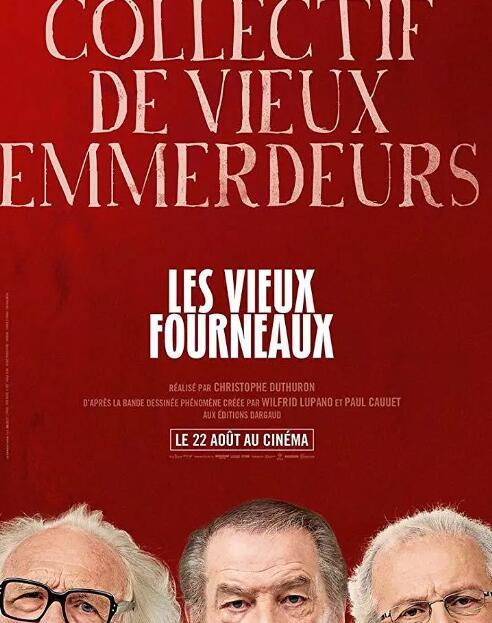 COLLECTIF
DE VIEUX
EMMERDEURS
LES VIEUX
FOURNEAUX
RÉALISÉ PAR CHRISTOPHE DUTHURON
D'APRÈS LA BANDE DESSINÉE PHÉNOMÈNE CRÉÉE PAR WILFRID LUPANO ET PAUL CAUUET
AUX ÉDITIONS DARGAUD
LE 22 AOÛT AU CINÉMA